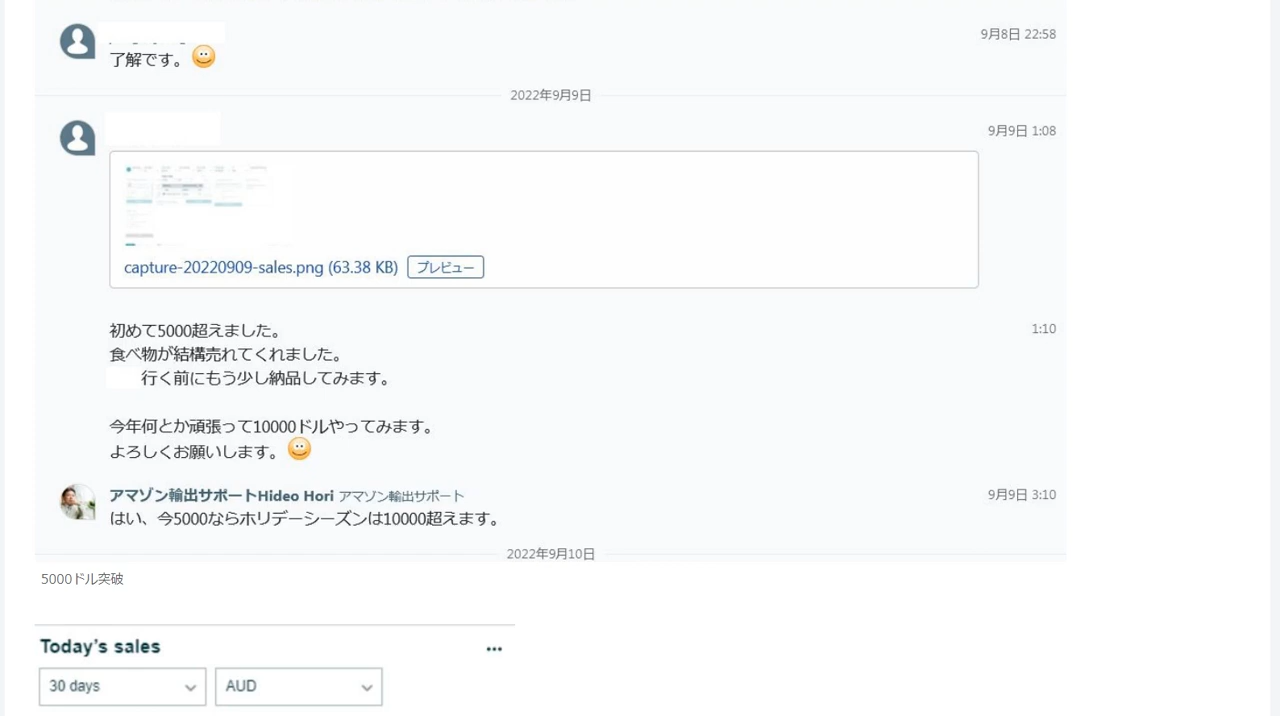 9月8日 22:58
了解です。
2022年9月9日
9月9日 1:08
capture-20220909-sales.png (63.38 KB) プレビュー
初めて5000超えました。 1:10
食べ物が結構売れてくれました。
行く前にもう少し納品してみます。
今年何とか頑張って10000ドルやってみます。
よろしくお願いします。
アマゾン輸出サポートHideo Hori アマゾン輸出サポート 9月9日 3:10
はい、今5000ならホリデーシーズンは10000超えます。
2022年9月10日
5000ドル突破
Today's sales
30 days AUD